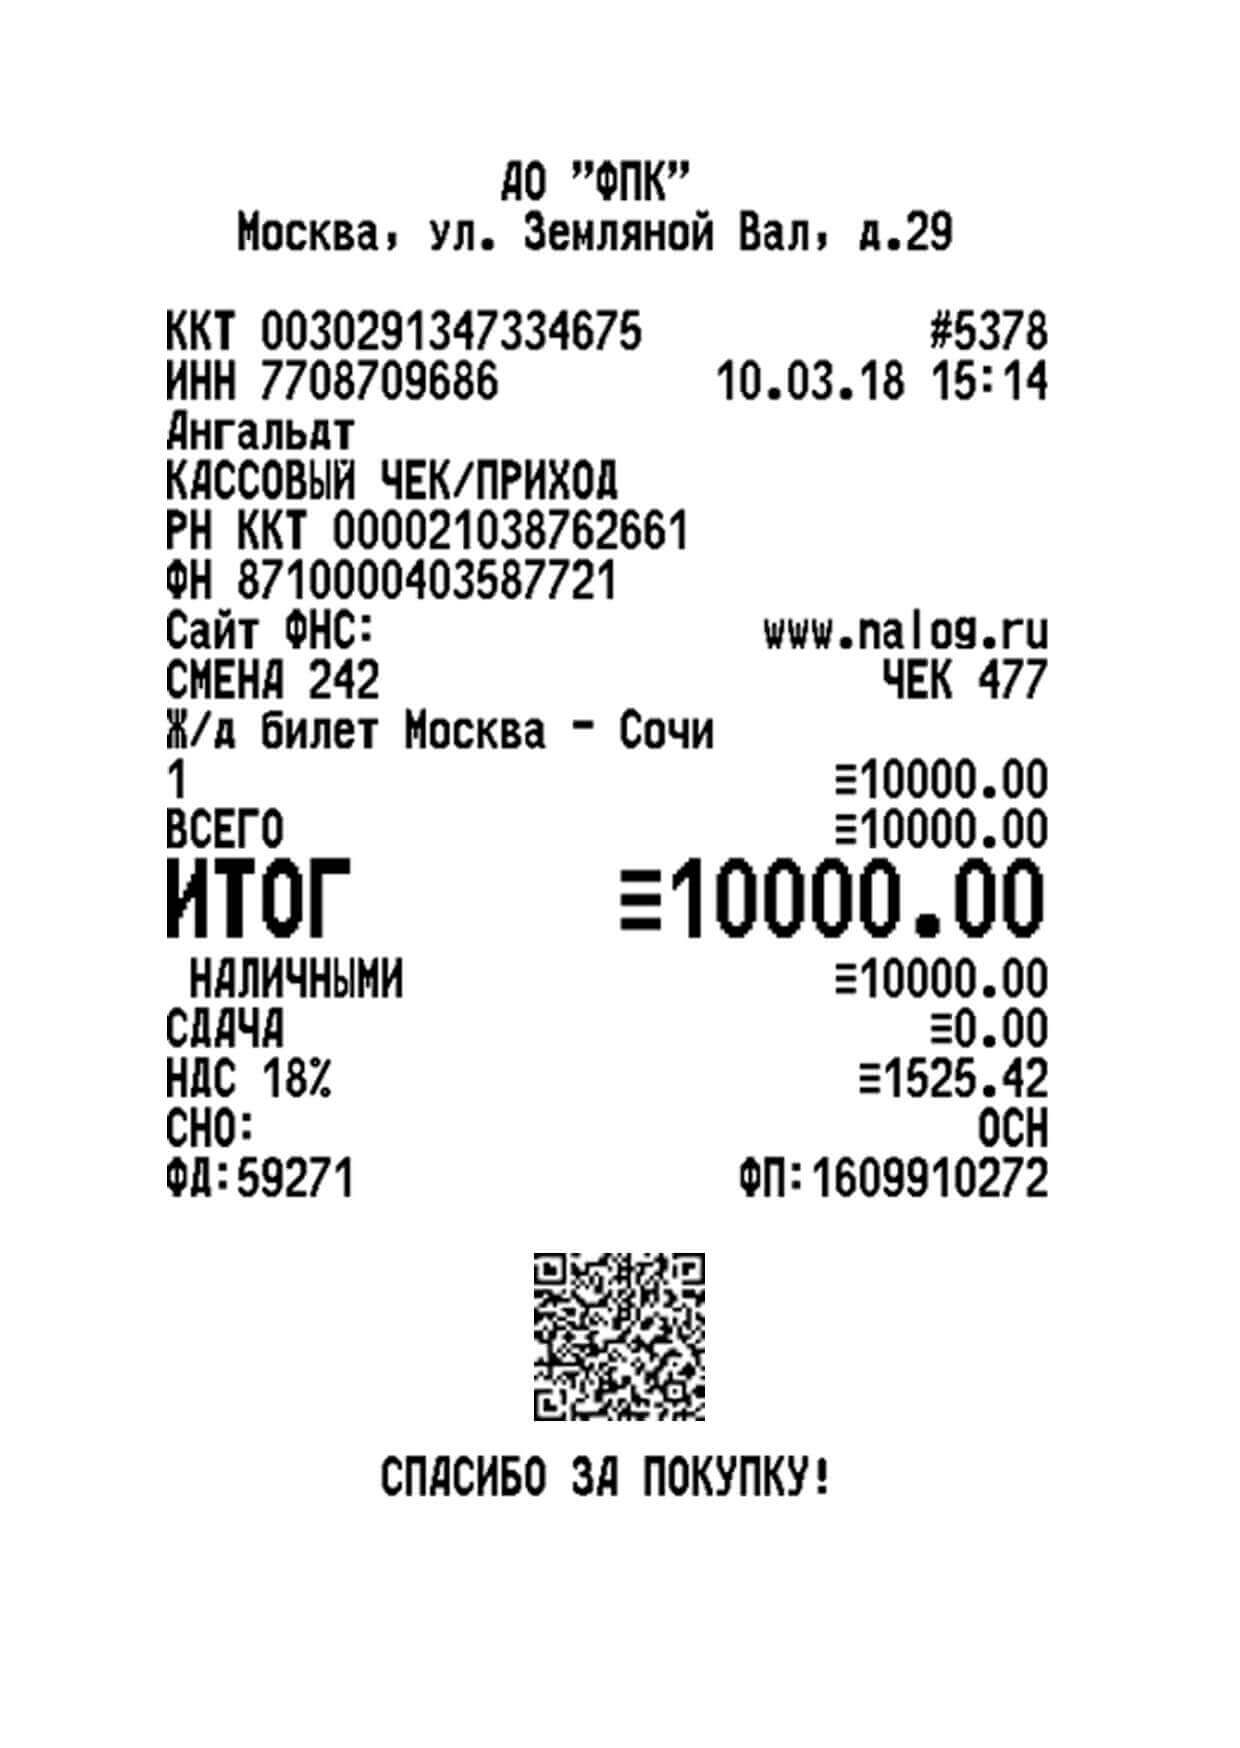 АО "ФПК"
Москва, ул. Земляной Вал, д.29
ККТ 0030291347334675 #5378
ИНН 7708709686 10.03.18 15:14
Ангальдт
КАССОВЫЙ ЧЕК/ПРИХОД
РН ККТ 000021038762661
ФН 8710000403587721
Сайт ФНС: www.nalog.ru
СМЕНА 242 ЧЕК 477
Ж/д билет Москва - Сочи
1 ≡10000.00
ВСЕГО ≡10000.00
ИТОГ ≡10000.00
НАЛИЧНЫМИ ≡10000.00
СДАЧА ≡0.00
НДС 18% ≡1525.42
СНО: ОСН
ФД:59271 ФП:1609910272
СПАСИБО ЗА ПОКУПКУ!